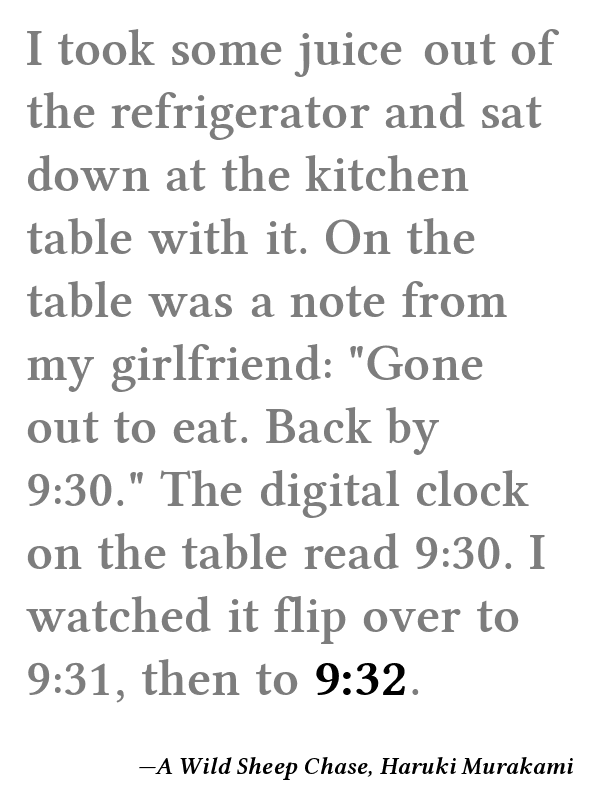 I took some juice out of
the refrigerator and sat
down at the kitchen
table with it. On the
table was a note from
my girlfriend: "Gone
out to eat. Back by
9:30." The digital clock
on the table read 9:30. I
watched it flip over to
9:31, then to 9:32.
—A Wild Sheep Chase, Haruki Murakami